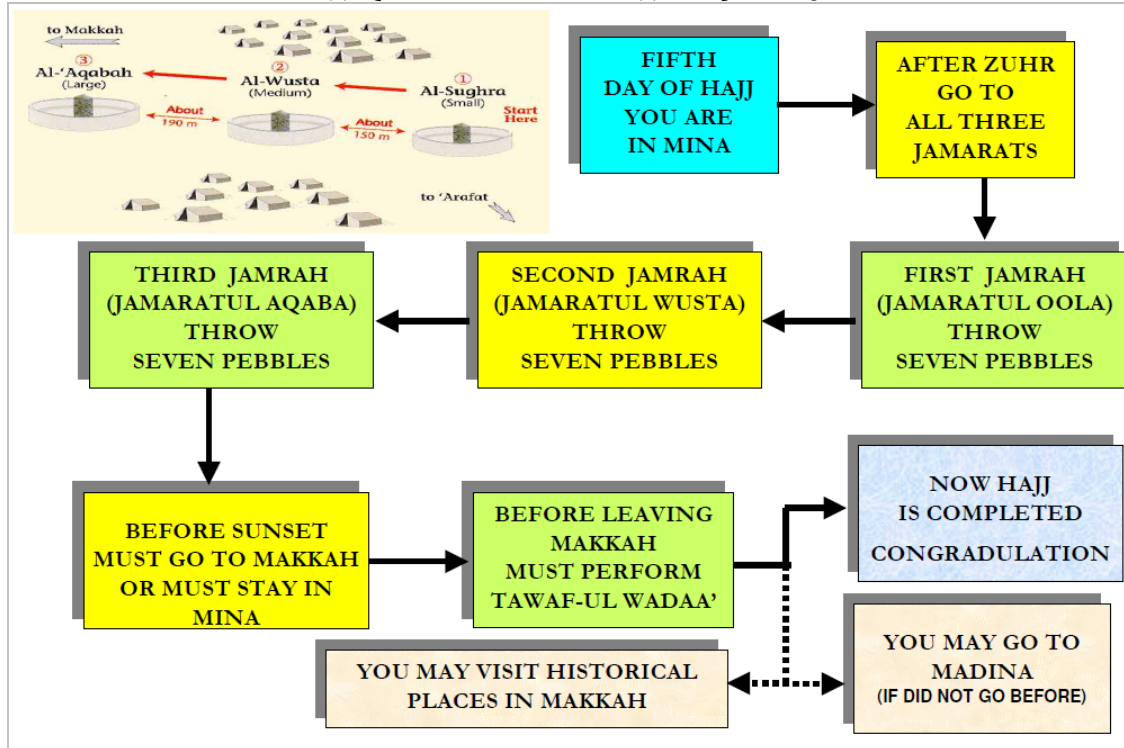 to Makkah
③
Al-‘Aqabah
(Large)
②
Al-Wusta
(Medium)
①
Al-Sughra
(Small)
Start
Here
About
190 m
About
150 m
to ‘Arafat
FIFTH
DAY OF HAJJ
YOU ARE
IN MINA
AFTER ZUHR
GO TO
ALL THREE
JAMARATS
FIRST JAMRAH
(JAMARATUL OOLA)
THROW
SEVEN PEBBLES
SECOND JAMRAH
(JAMARATUL WUSTA)
THROW
SEVEN PEBBLES
THIRD JAMRAH
(JAMARATUL AQABA)
THROW
SEVEN PEBBLES
BEFORE SUNSET
MUST GO TO MAKKAH
OR MUST STAY IN
MINA
BEFORE LEAVING
MAKKAH
MUST PERFORM
TAWAF-UL WADAA’
NOW HAJJ
IS COMPLETED
CONGRADULATION
YOU MAY VISIT HISTORICAL
PLACES IN MAKKAH
YOU MAY GO TO
MADINA
(IF DID NOT GO BEFORE)